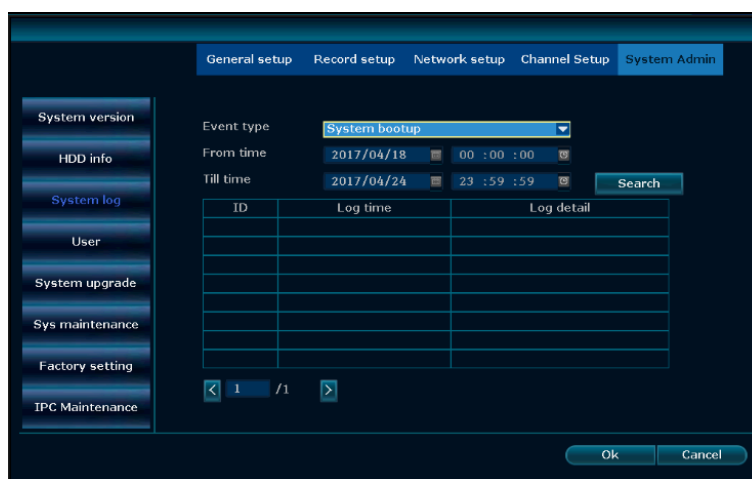 General setup Record setup Network setup Channel Setup System Admin
System version
HDD info
System log
User
System upgrade
Sys maintenance
Factory setting
IPC Maintenance
Event type System bootup
From time 2017/04/18 00 :00 :00
Till time 2017/04/24 23 :59 :59 Search
ID Log time Log detail
< 1 /1 >
Ok Cancel